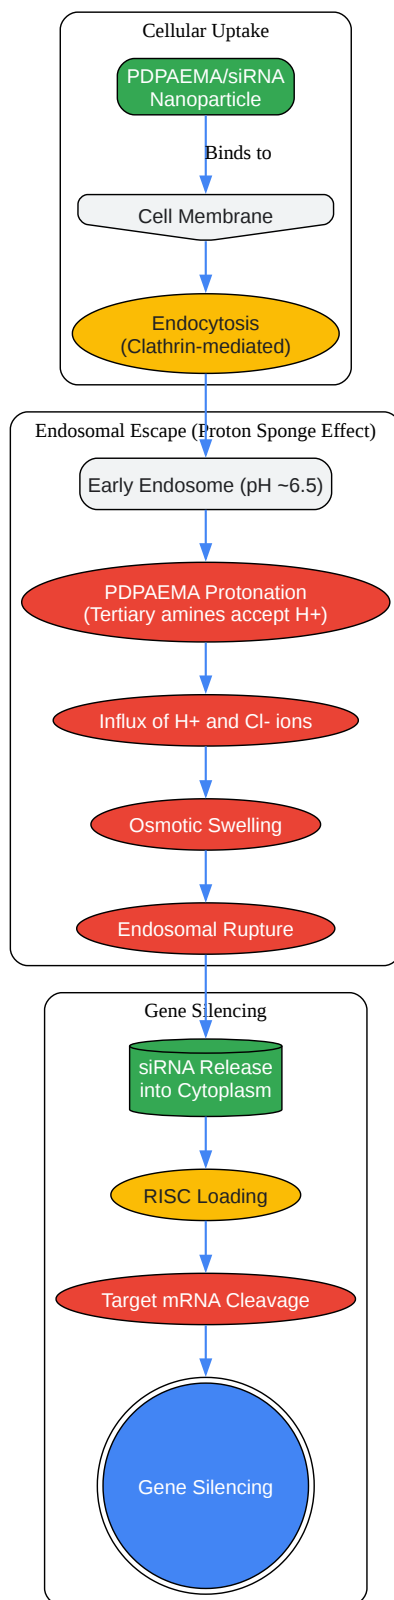 Cellular Uptake
PDPAEMA/siRNA
Nanoparticle
Binds to
Cell Membrane
Endocytosis
(Clathrin-mediated)
Endosomal Escape (Proton Sponge Effect)
Early Endosome (pH ~6.5)
PDPAEMA Protonation
(Tertiary amines accept H+)
Influx of H+ and Cl- ions
Osmotic Swelling
Endosomal Rupture
Gene Silencing
siRNA Release
into Cytoplasm
RISC Loading
Target mRNA Cleavage
Gene Silencing